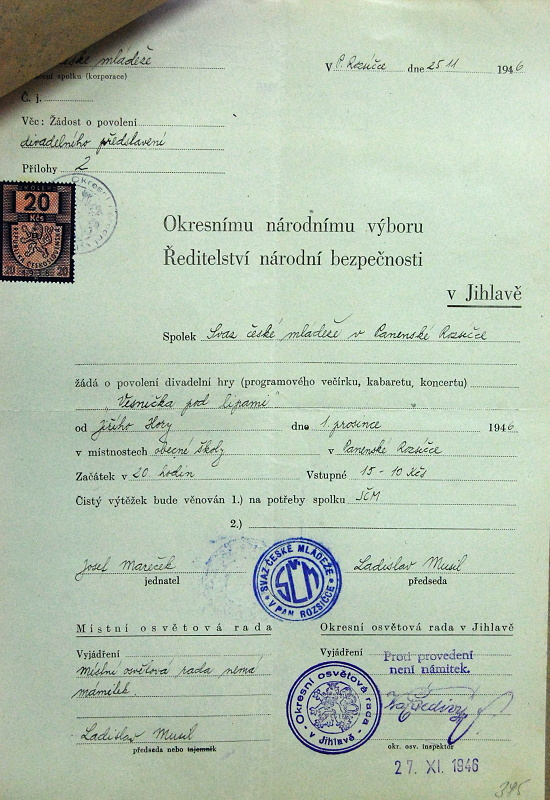 české mládeže
spolku (korporace)
V P. Rozsíčce dne 25 11 1946
Č. j.
Věc: Žádost o povolení
divadelního představení
Přílohy 2
KOLEK
20
Kčs
20 20
Okresnímu národnímu výboru
Ředitelství národní bezpečnosti
v Jihlavě
Spolek Svaz české mládeže v Panenské Rozsíčce
žádá o povolení divadelní hry (programového večírku, kabaretu, koncertu)
„Vesnička pod lipami"
od Jiřího Hory dne 1. prosince 1946
v místnostech obecné školy v Panenské Rozsíčce
Začátek v 20 hodin Vstupné 15 - 10 Kčs
Čistý výtěžek bude věnován 1.) na potřeby spolku SČM
2.)
Josef Mareček
jednatel
SVAZ ČESKÉ MLÁDEŽE
SČM
V PAN. ROZSÍČCE
Ladislav Musil
předseda
Místní osvětová rada
Vyjádření
Místní osvětová rada nemá
námitek
Ladislav Musil
předseda nebo tajemník
Okresní osvětová rada v Jihlavě
Vyjádření
Proti provedení
není námitek.
Okresní osvětová rada
v Jihlavě
okr. osv. inspektor
27. XI. 1946
395